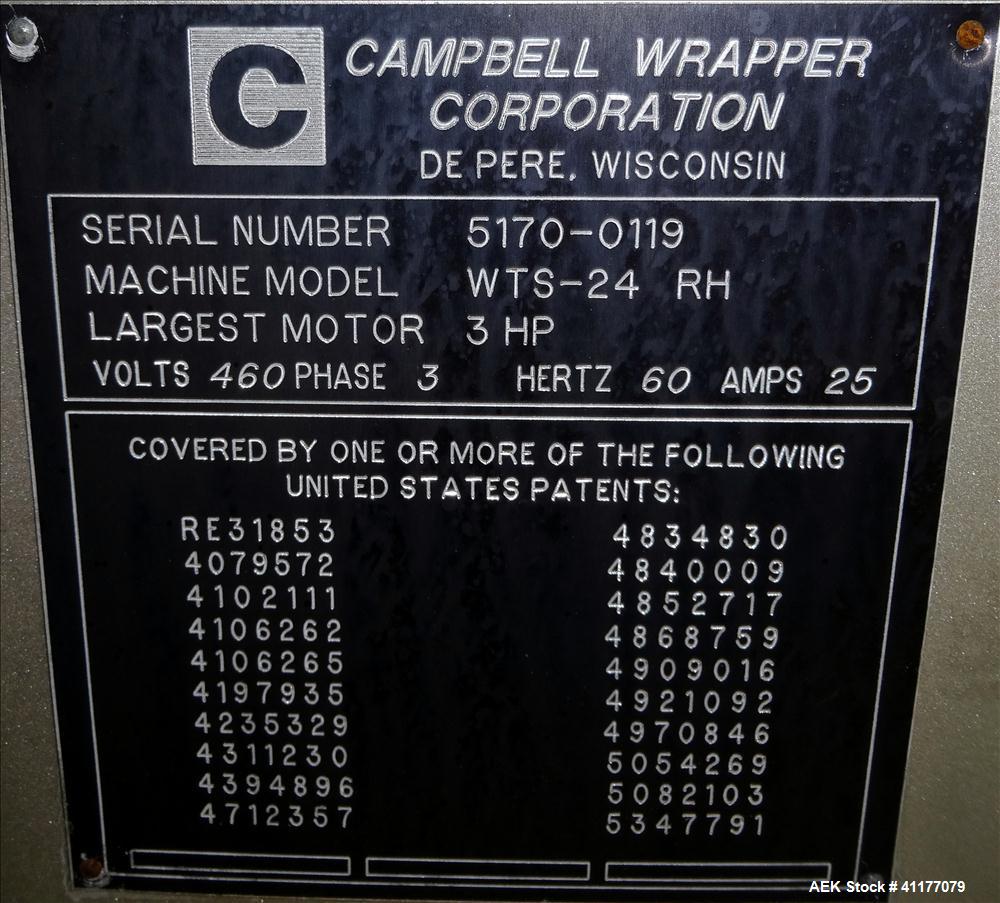 C
CAMPBELL WRAPPER
CORPORATION
DE PERE, WISCONSIN
SERIAL NUMBER 5170-0119
MACHINE MODEL WTS-24 RH
LARGEST MOTOR 3 HP
VOLTS 460 PHASE 3 HERTZ 60 AMPS 25
COVERED BY ONE OR MORE OF THE FOLLOWING
UNITED STATES PATENTS:
RE31853 4834830
4079572 4840009
4102111 4852717
4106262 4868759
4106265 4909016
4197935 4921092
4235329 4970846
4311230 5054269
4394896 5082103
4712357 5347791
AEK Stock # 41177079